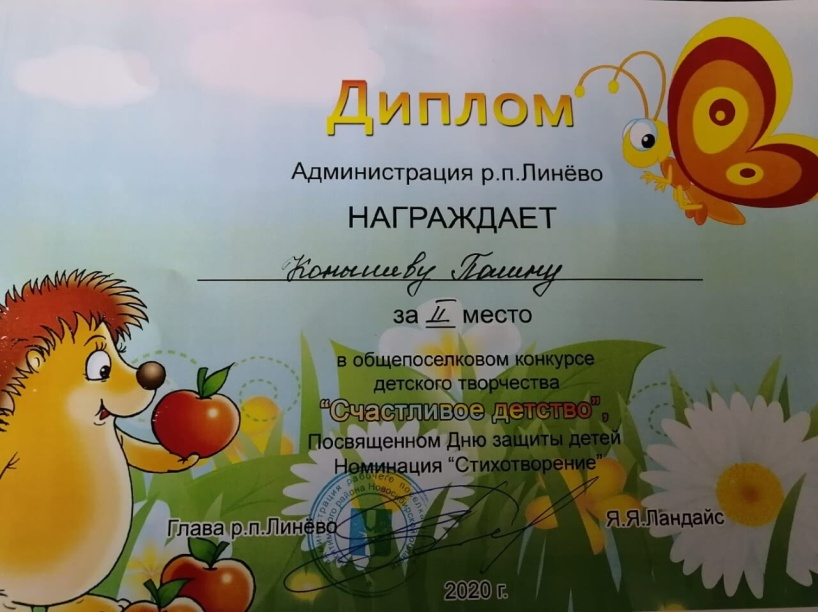 Диплом
Администрация р.п.Линёво
НАГРАЖДАЕТ
Конышеву Полину
за II место
в общепоселковом конкурсе
детского творчества
"Счастливое детство",
Посвященном Дню защиты детей
Номинация "Стихотворение"
Глава р.п.Линёво
Я.Я.Ландайс
2020 г.